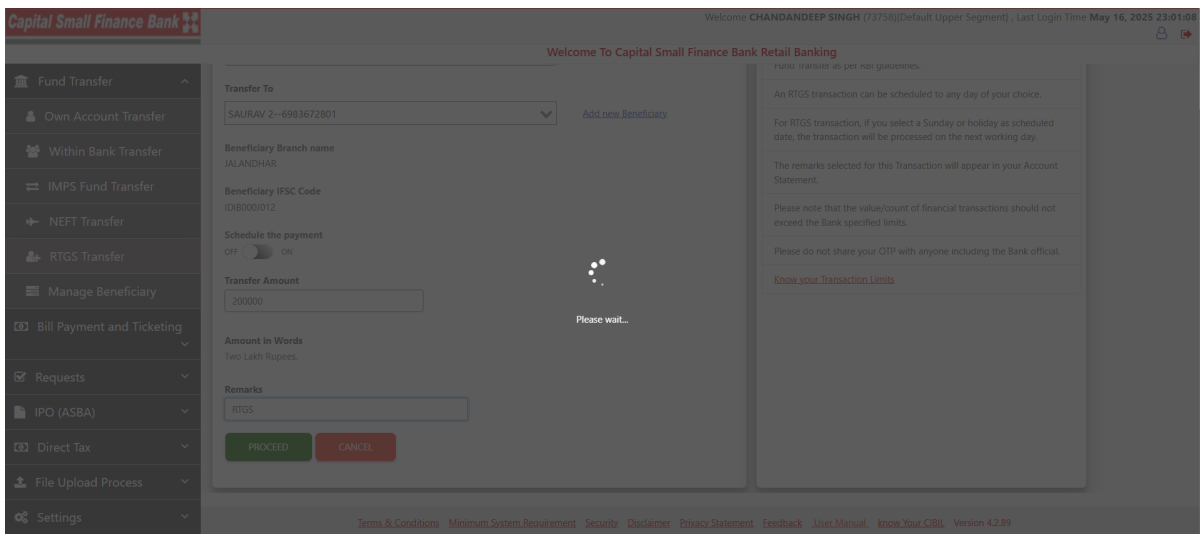 Capital Small Finance Bank
Welcome CHANDANDEEP SINGH (73758)(Default Upper Segment) , Last Login Time May 16, 2025 23:01:08
Welcome To Capital Small Finance Bank Retail Banking
Fund Transfer
Own Account Transfer
Within Bank Transfer
IMPS Fund Transfer
NEFT Transfer
RTGS Transfer
Manage Beneficiary
Bill Payment and Ticketing
Requests
IPO (ASBA)
Direct Tax
File Upload Process
Settings
Transfer To
SAURAV 2--6983672801
Add new Beneficiary
Beneficiary Branch name
JALANDHAR
Beneficiary IFSC Code
IDIB000J012
Schedule the payment
OFF ON
Transfer Amount
200000
Amount in Words
Two Lakh Rupees.
Remarks
RTGS
PROCEED CANCEL
Please wait...
Fund Transfer as per RBI guidelines.
An RTGS transaction can be scheduled to any day of your choice.
For RTGS transaction, if you select a Sunday or holiday as scheduled
date, the transaction will be processed on the next working day.
The remarks selected for this Transaction will appear in your Account
Statement.
Please note that the value/count of financial transactions should not
exceed the Bank specified limits.
Please do not share your OTP with anyone including the Bank official.
Know your Transaction Limits
Terms & Conditions Minimum System Requirement Security Disclaimer Privacy Statement Feedback User Manual. know Your CIBIL Version 4.2.89